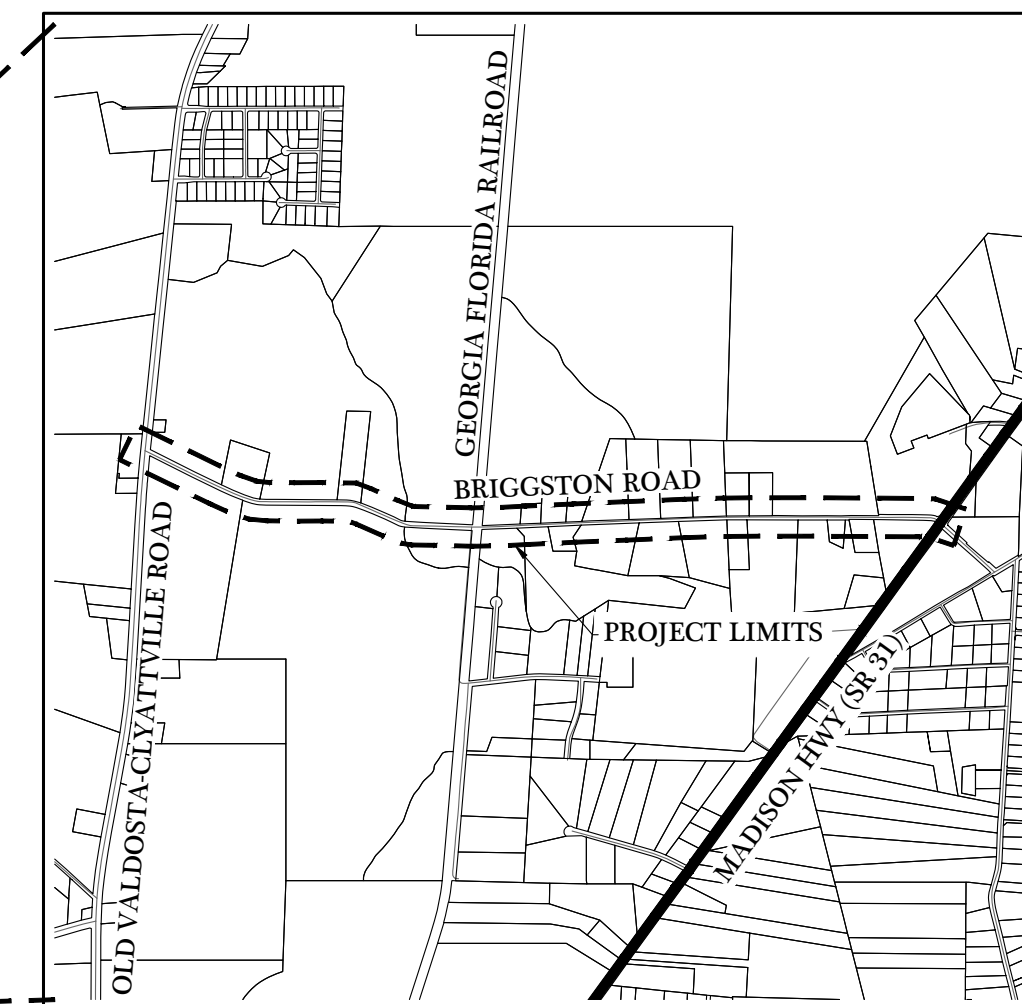 GEORGIA FLORIDA RAILROAD
BRIGGSTON ROAD
OLD VALDOSTA-CLYATTVILLE ROAD
PROJECT LIMITS
MADISON HWY (SR 31)